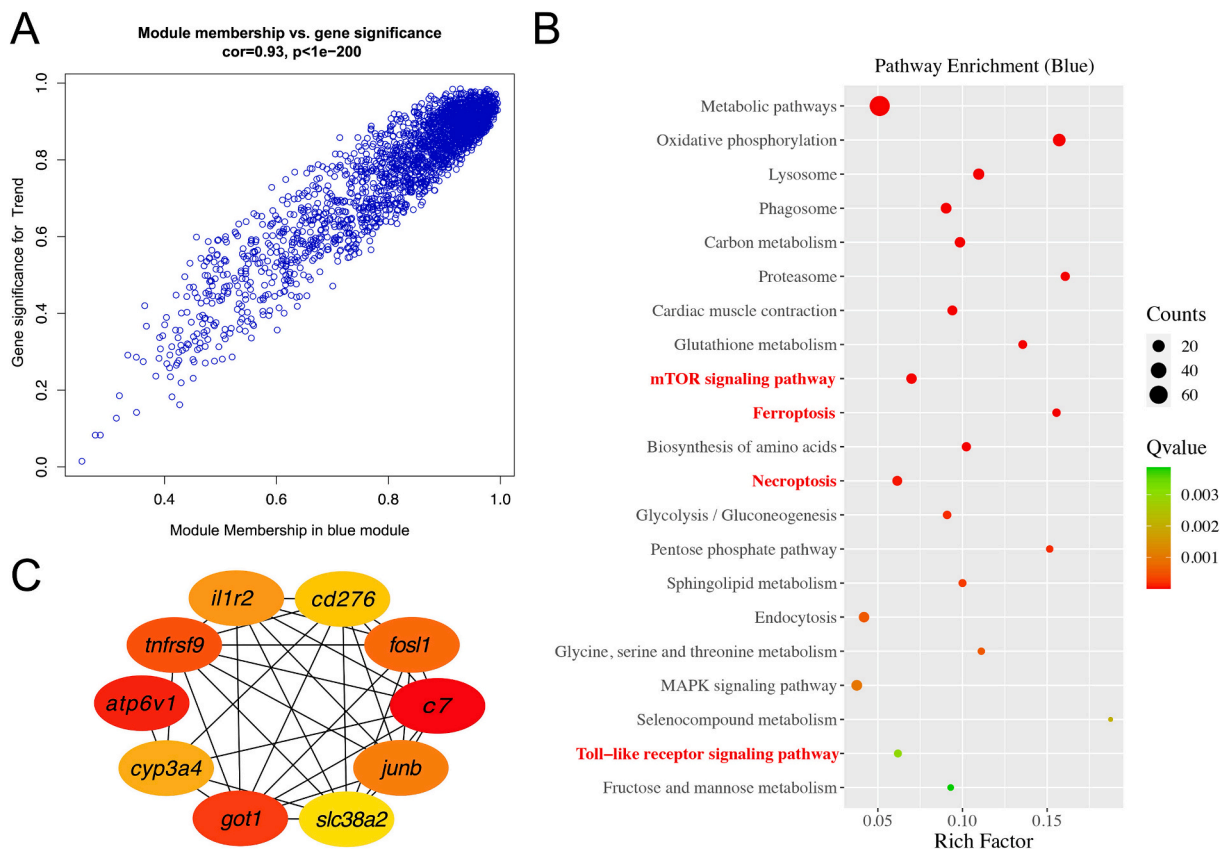 A
Module membership vs. gene significance
cor=0.93, p<1e−200
Gene significance for Trend
1.0
0.8
0.6
0.4
0.2
0.0
0.4
0.6
0.8
1.0
Module Membership in blue module
B
Pathway Enrichment (Blue)
Metabolic pathways
Oxidative phosphorylation
Lysosome
Phagosome
Carbon metabolism
Proteasome
Cardiac muscle contraction
Glutathione metabolism
mTOR signaling pathway
Ferroptosis
Biosynthesis of amino acids
Necroptosis
Glycolysis / Gluconeogenesis
Pentose phosphate pathway
Sphingolipid metabolism
Endocytosis
Glycine, serine and threonine metabolism
MAPK signaling pathway
Selenocompound metabolism
Toll−like receptor signaling pathway
Fructose and mannose metabolism
0.05
0.10
0.15
Rich Factor
Counts
20
40
60
Qvalue
0.003
0.002
0.001
C
il1r2
cd276
tnfrsf9
fosl1
atp6v1
c7
cyp3a4
junb
got1
slc38a2